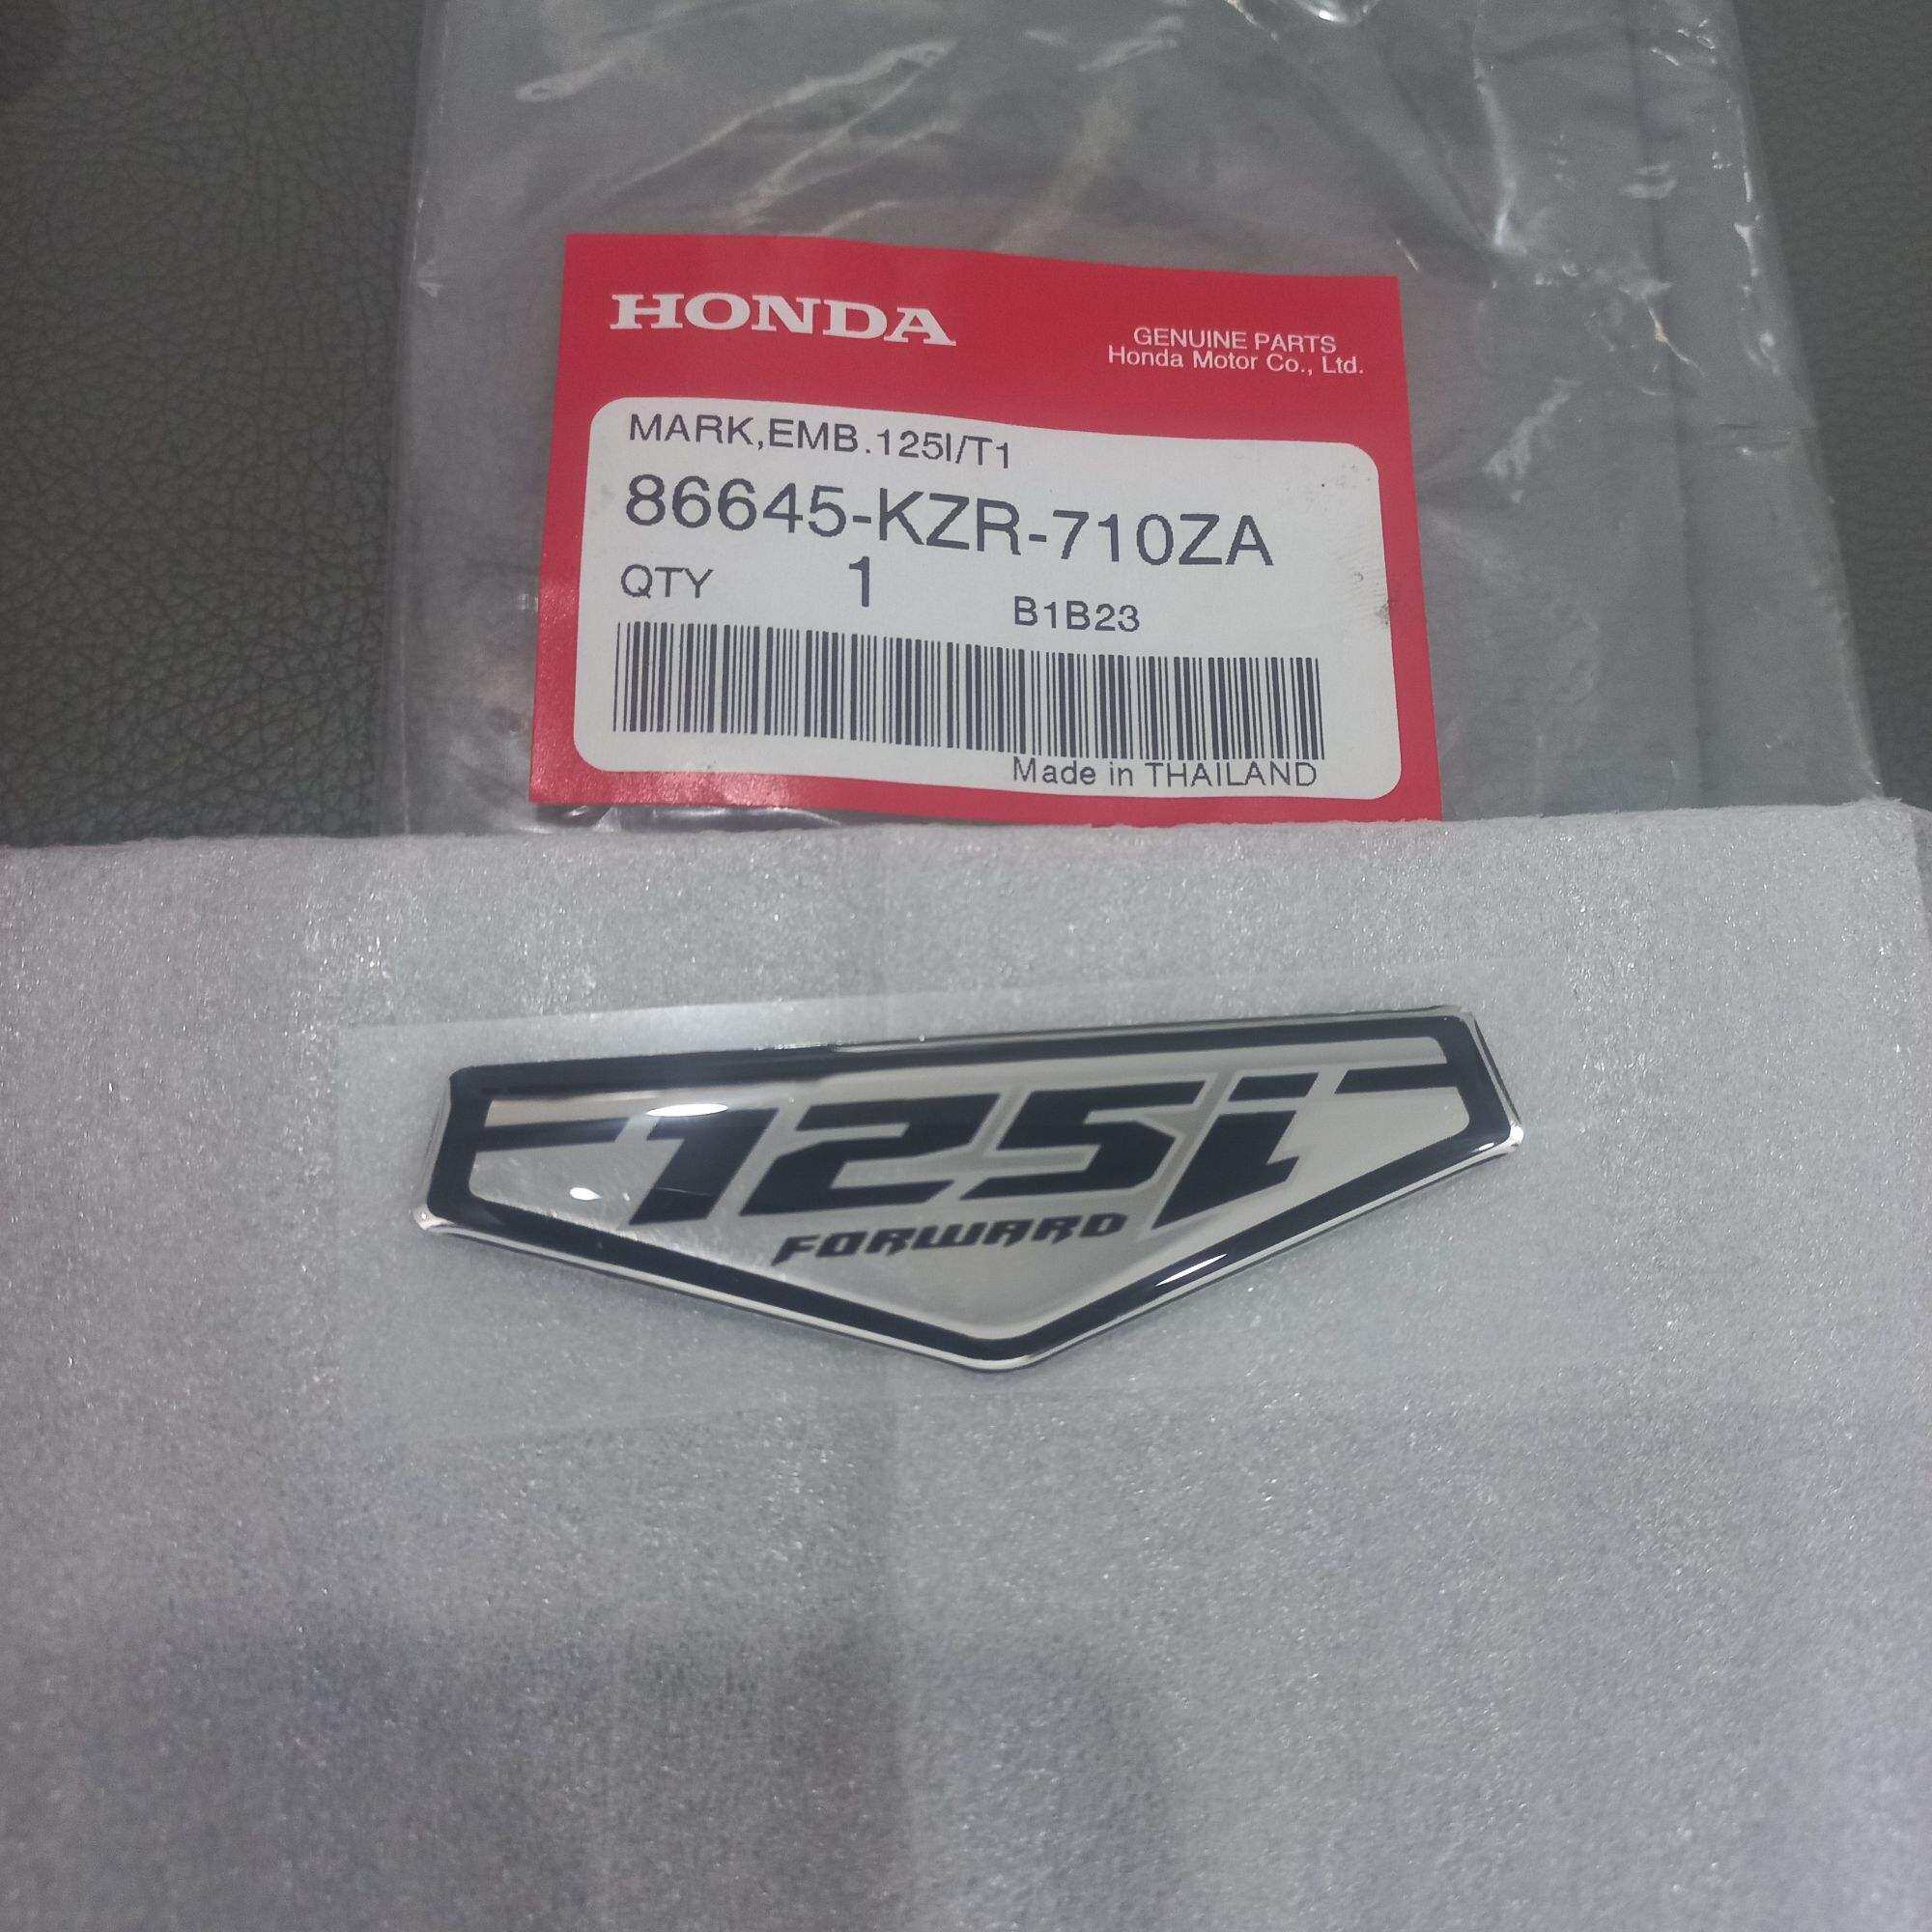 HONDA
GENUINE PARTS
Honda Motor Co., Ltd.
MARK,EMB.125I/T1
86645-KZR-710ZA
QTY 1 B1B23
Made in THAILAND
125i
FORWARD